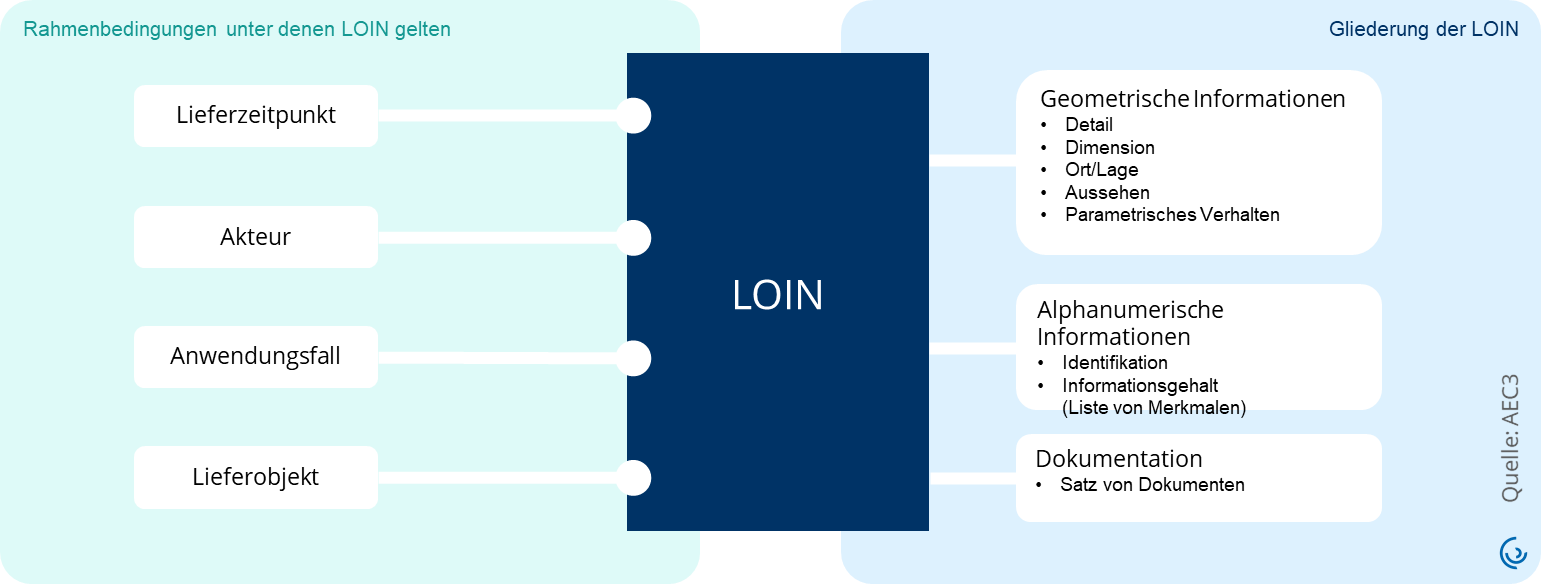 Rahmenbedingungen unter denen LOIN gelten
Lieferzeitpunkt
Akteur
Anwendungsfall
Lieferobjekt
LOIN
Gliederung der LOIN
Geometrische Informationen
• Detail
• Dimension
• Ort/Lage
• Aussehen
• Parametrisches Verhalten
Alphanumerische
Informationen
• Identifikation
• Informationsgehalt
(Liste von Merkmalen)
Dokumentation
• Satz von Dokumenten
Quelle: AEC3